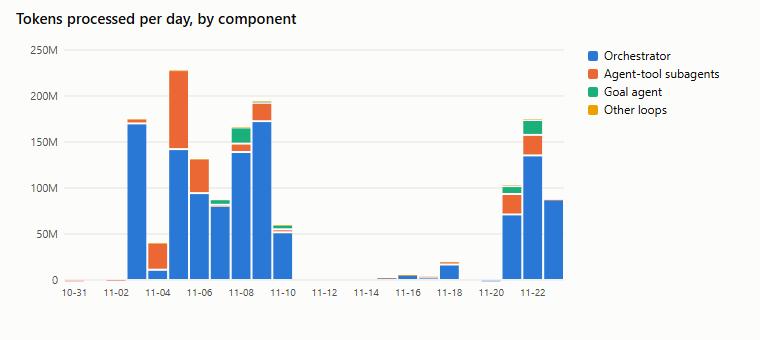 Tokens processed per day, by component
250M
200M
150M
100M
50M
0
10-31 11-02 11-04 11-06 11-08 11-10 11-12 11-14 11-16 11-18 11-20 11-22
Orchestrator
Agent-tool subagents
Goal agent
Other loops